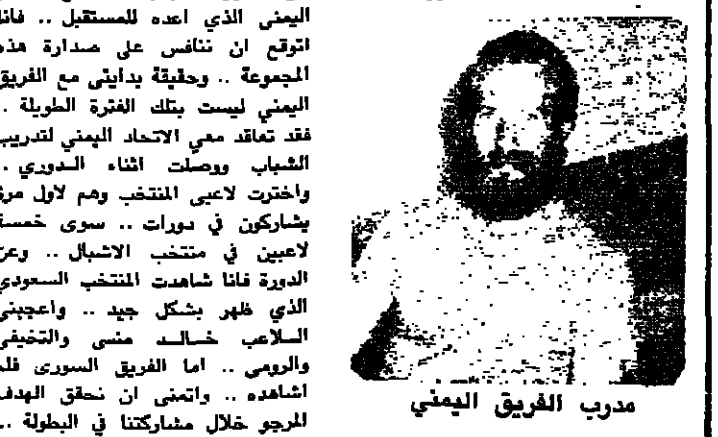 اليمني الذي اعده للمستقبل .. فانا
اتوقع ان ننافس على صدارة هذه
المجموعة .. وحقيقة بدايتي مع الفريق
اليمني ليست بتلك الفترة الطويلة ..
فقد تعاقد معي الاتحاد اليمني لتدريب
الشباب ووصلت اثناء الدوري ..
واخترت لاعبي المنتخب وهم لاول مرة
يشاركون في دورات .. سوى خمسة
لاعبين في منتخب الاشبال .. وعن
الدورة فانا شاهدت المنتخب السعودي
الذي ظهر بشكل جيد .. واعجبني
اللاعب خالد منسي والتخيفي
والرومي .. اما الفريق السوري فلم
اشاهده .. واتمنى ان نحقق الهدف
المرجو خلال مشاركتنا في البطولة ..
مدرب الفريق اليمني